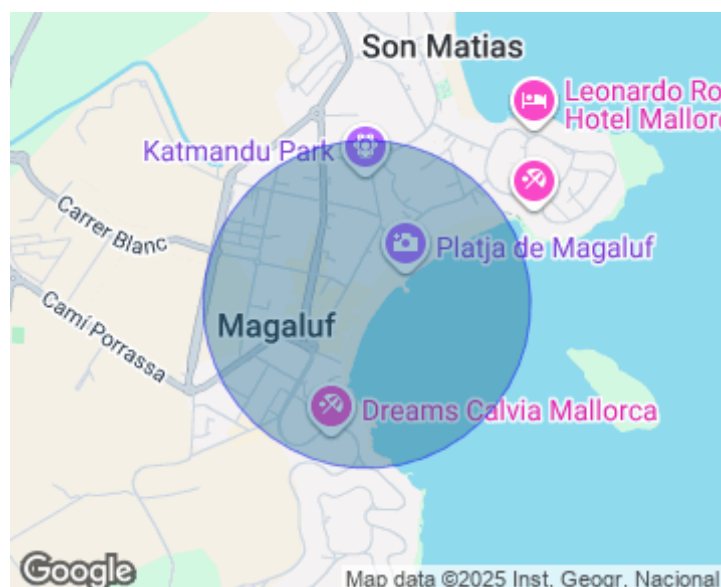 Son Matias
Leonardo Ro
Hotel Mallorc
Katmandu Park
Carrer Blanc
Platja de Magaluf
Camí Porrassa
Magaluf
Dreams Calvia Mallorca
Google
Map data ©2025 Inst. Geogr. Nacional